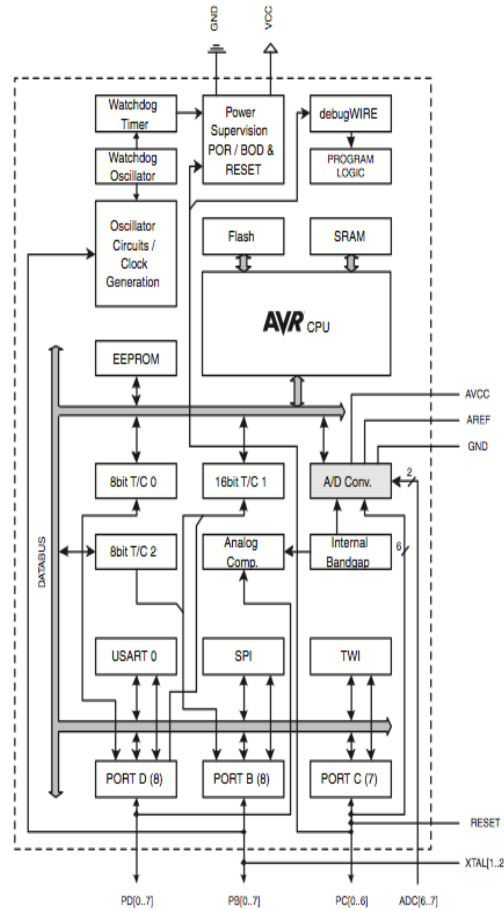 GND
VCC
Watchdog
Timer
Power
Supervision
POR / BOD &
RESET
debugWIRE
Watchdog
Oscillator
PROGRAM
LOGIC
Oscillator
Circuits /
Clock
Generation
Flash
SRAM
AVR CPU
EEPROM
AVCC
AREF
GND
2
8bit T/C 0
16bit T/C 1
A/D Conv.
DATABUS
8bit T/C 2
Analog
Comp.
Internal
Bandgap
6
USART 0
SPI
TWI
PORT D (8)
PORT B (8)
PORT C (7)
RESET
XTAL[1..2
PD[0..7]
PB[0..7]
PC[0..6]
ADC[6..7]